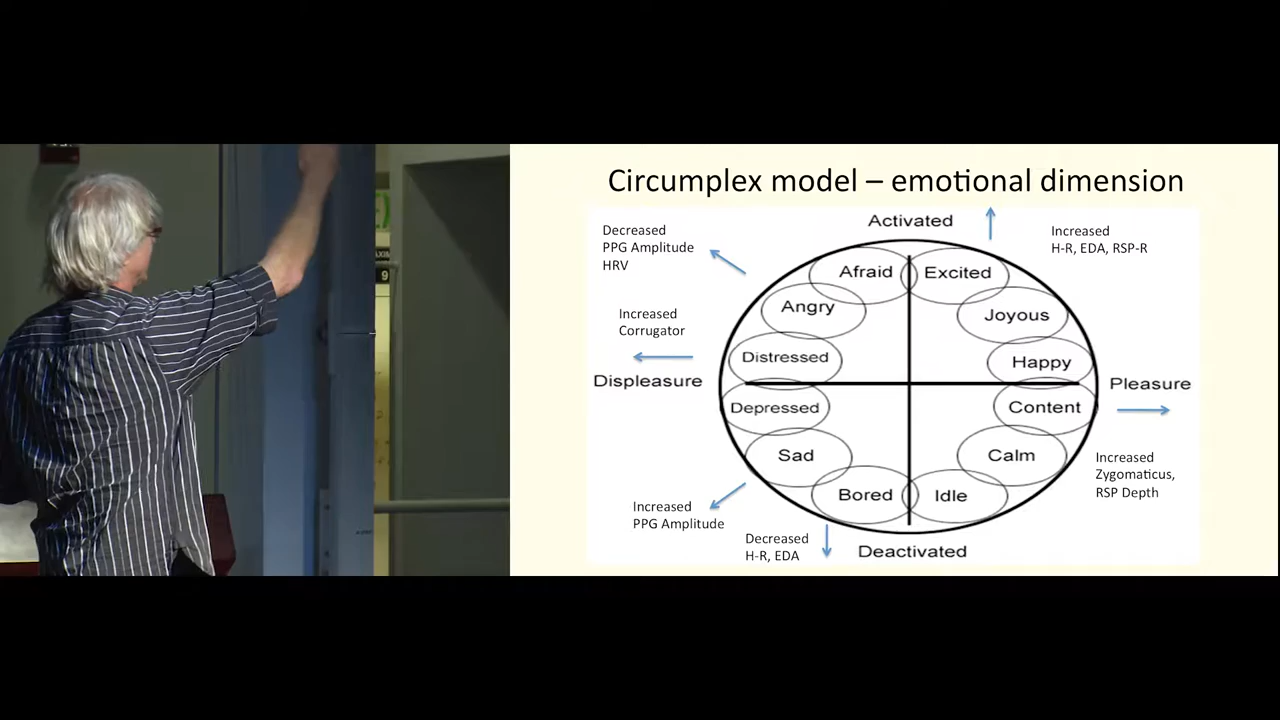 Circumplex model – emotional dimension
Activated
Decreased
PPG Amplitude
HRV
Increased
H-R, EDA, RSP-R
Afraid
Excited
Angry
Joyous
Increased
Corrugator
Distressed
Happy
Displeasure
Pleasure
Depressed
Content
Sad
Calm
Increased
Zygomaticus,
RSP Depth
Bored
Idle
Increased
PPG Amplitude
Decreased
H-R, EDA
Deactivated
9